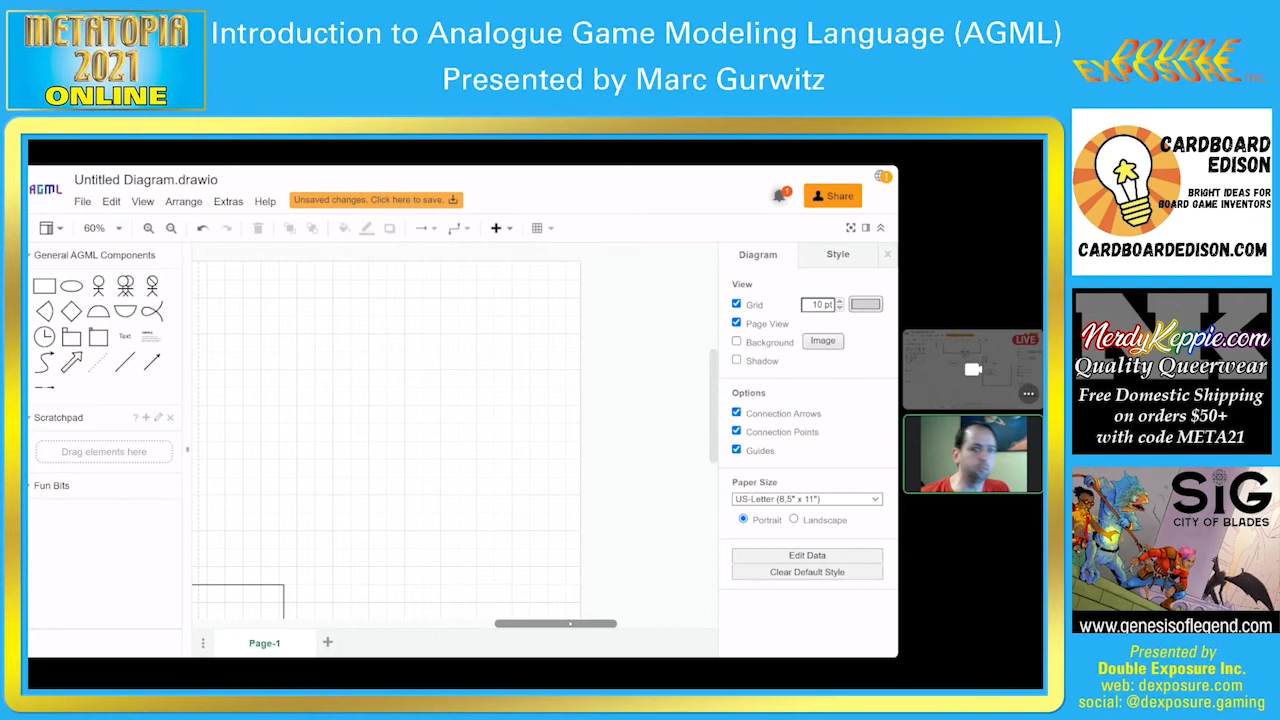 METATOPIA
2021
ONLINE
Introduction to Analogue Game Modeling Language (AGML)
Presented by Marc Gurwitz
DOUBLE
EXPOSURE INC.
AGML
Untitled Diagram.drawio
File Edit View Arrange Extras Help
Unsaved changes. Click here to save.
1
Share
60%
General AGML Components
Text
Scratchpad
Drag elements here
Fun Bits
Page-1
Diagram
Style
View
Grid
10 pt
Page View
Background
Image
Shadow
Options
Connection Arrows
Connection Points
Guides
Paper Size
US-Letter (8,5" x 11")
Portrait
Landscape
Edit Data
Clear Default Style
LIVE
CARDBOARD
EDISON
BRIGHT IDEAS FOR
BOARD GAME INVENTORS
CARDBOARDEDISON.COM
NK
NerdyKeppie.com
Quality Queerwear
Free Domestic Shipping
on orders $50+
with code META21
SIG
CITY OF BLADES
www.genesisoflegend.com
Presented by
Double Exposure Inc.
web: dexposure.com
social: @dexposure.gaming